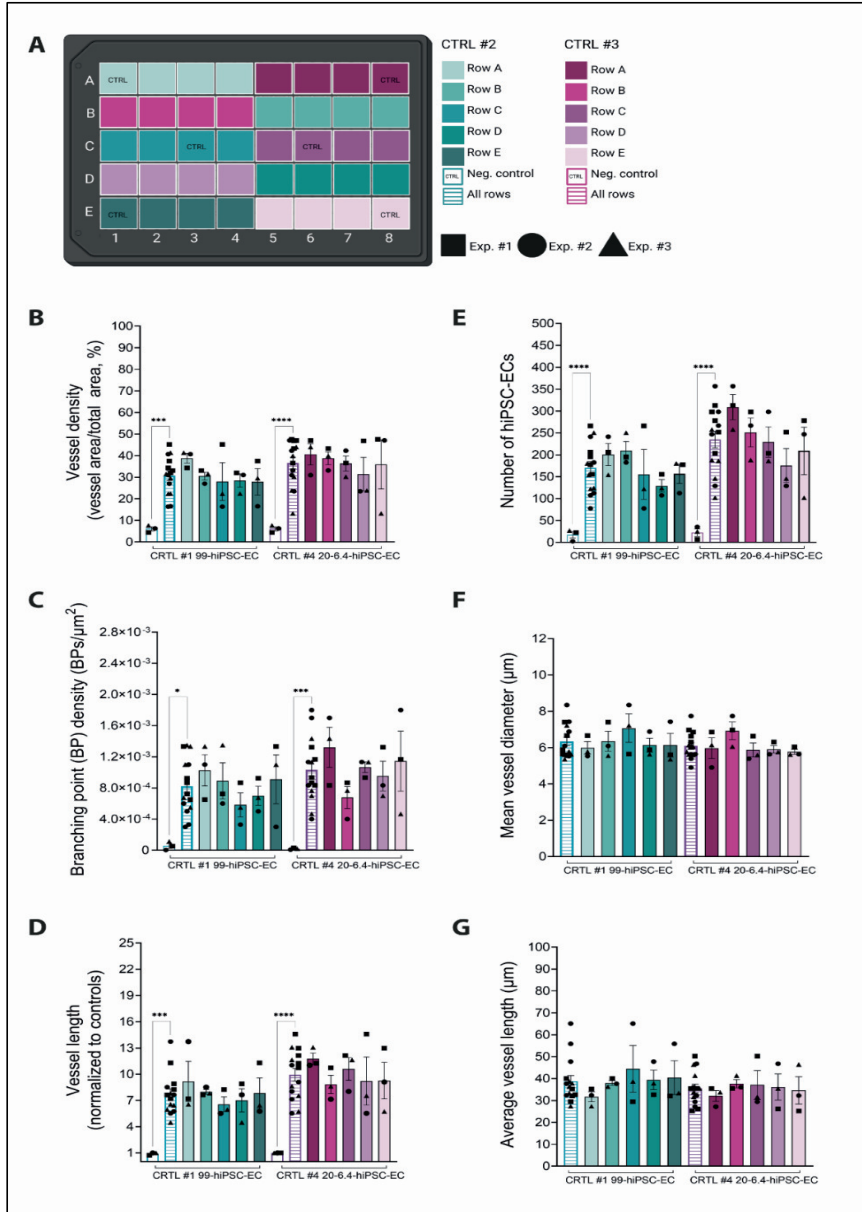 A
A
B
C
D
E
CTRL
CTRL
CTRL
CTRL
CTRL
CTRL
1 2 3 4 5 6 7 8
CTRL #2
Row A
Row B
Row C
Row D
Row E
CTRL Neg. control
All rows
CTRL #3
Row A
Row B
Row C
Row D
Row E
CTRL Neg. control
All rows
Exp. #1 Exp. #2 Exp. #3
B
Vessel density
(vessel area/total area, %)
100
90
80
70
60
50
40
30
20
10
0
***
****
CRTL #1 99-hiPSC-EC CRTL #4 20-6.4-hiPSC-EC
E
Number of hiPSC-ECs
500
450
400
350
300
250
200
150
100
50
0
****
****
CRTL #1 99-hiPSC-EC CRTL #4 20-6.4-hiPSC-EC
C
Branching point (BP) density (BPs/μm²)
2.8×10⁻³
2.4×10⁻³
2.0×10⁻³
1.6×10⁻³
1.2×10⁻³
8.0×10⁻⁴
4.0×10⁻⁴
0
*
***
CRTL #1 99-hiPSC-EC CRTL #4 20-6.4-hiPSC-EC
F
Mean vessel diameter (μm)
12
10
8
6
4
2
0
CRTL #1 99-hiPSC-EC CRTL #4 20-6.4-hiPSC-EC
D
Vessel length
(normalized to controls)
25
22
19
16
13
10
7
4
1
***
****
CRTL #1 99-hiPSC-EC CRTL #4 20-6.4-hiPSC-EC
G
Average vessel length (μm)
100
90
80
70
60
50
40
30
20
10
0
CRTL #1 99-hiPSC-EC CRTL #4 20-6.4-hiPSC-EC